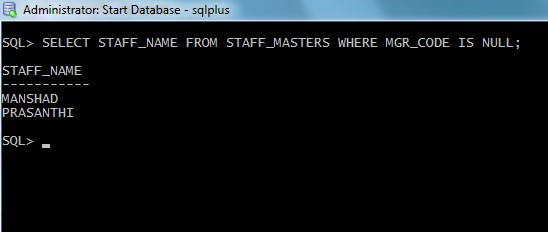 Administrator: Start Database - sqlplus
SQL> SELECT STAFF_NAME FROM STAFF_MASTERS WHERE MGR_CODE IS NULL;
STAFF_NAME
-----------
MANSHAD
PRASANTHI
SQL>